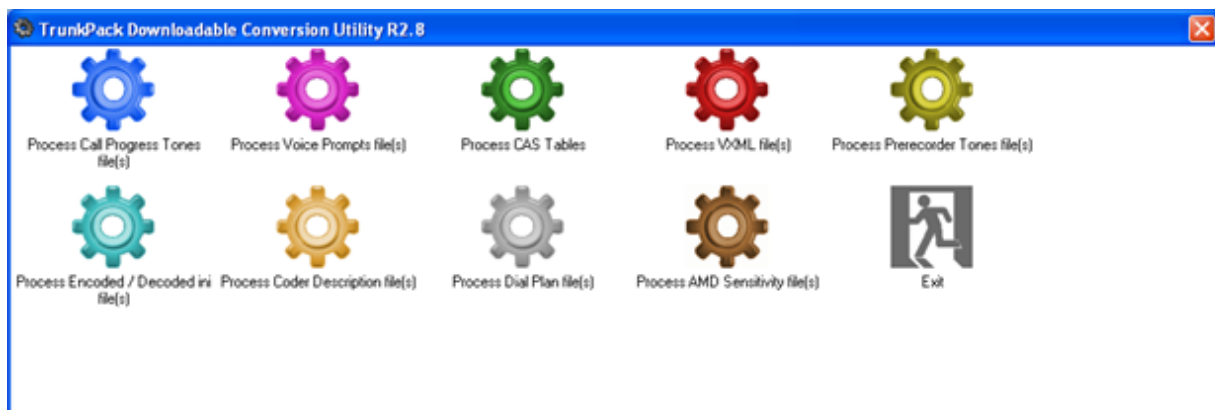 TrunkPack Downloadable Conversion Utility R2.8
Process Call Progress Tones
file(s)
Process Voice Prompts file(s)
Process CAS Tables
Process VXML file(s)
Process Prerecorder Tones file(s)
Process Encoded / Decoded ini
file(s)
Process Coder Description file(s)
Process Dial Plan file(s)
Process AMD Sensitivity file(s)
Exit